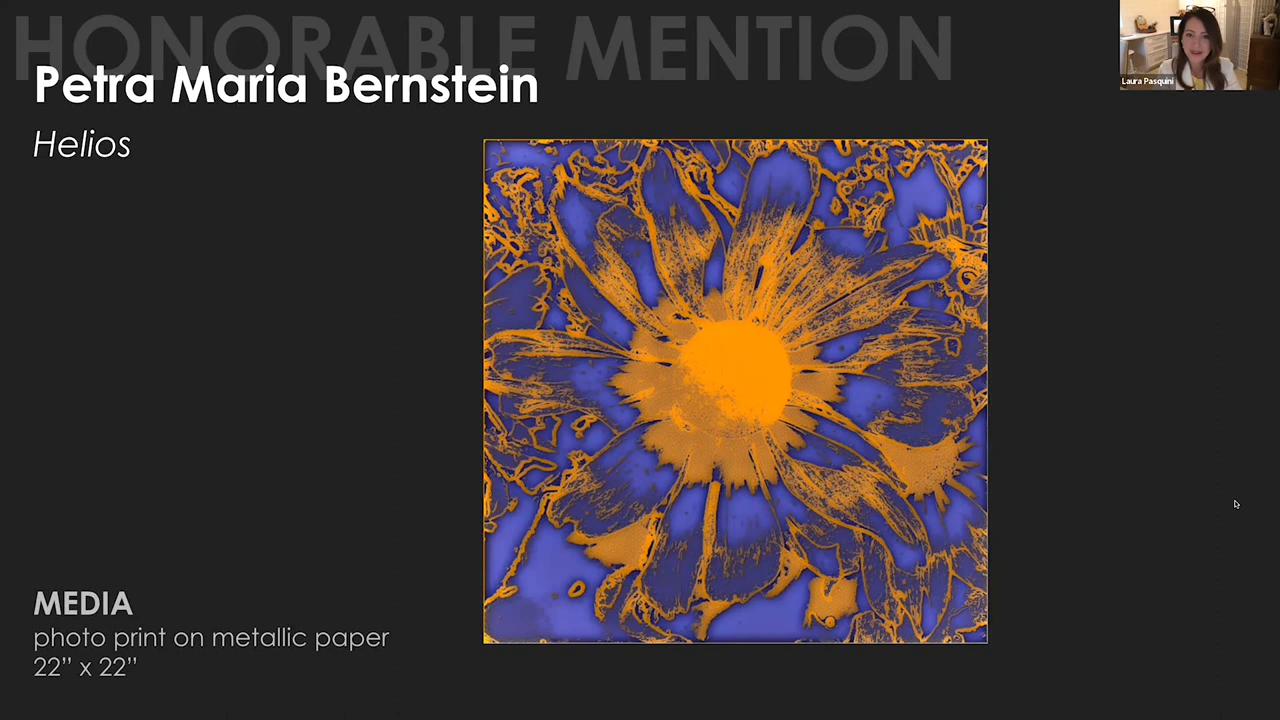 HONORABLE MENTION
Petra Maria Bernstein
Helios
Laura Pasquini
MEDIA
photo print on metallic paper
22” x 22”